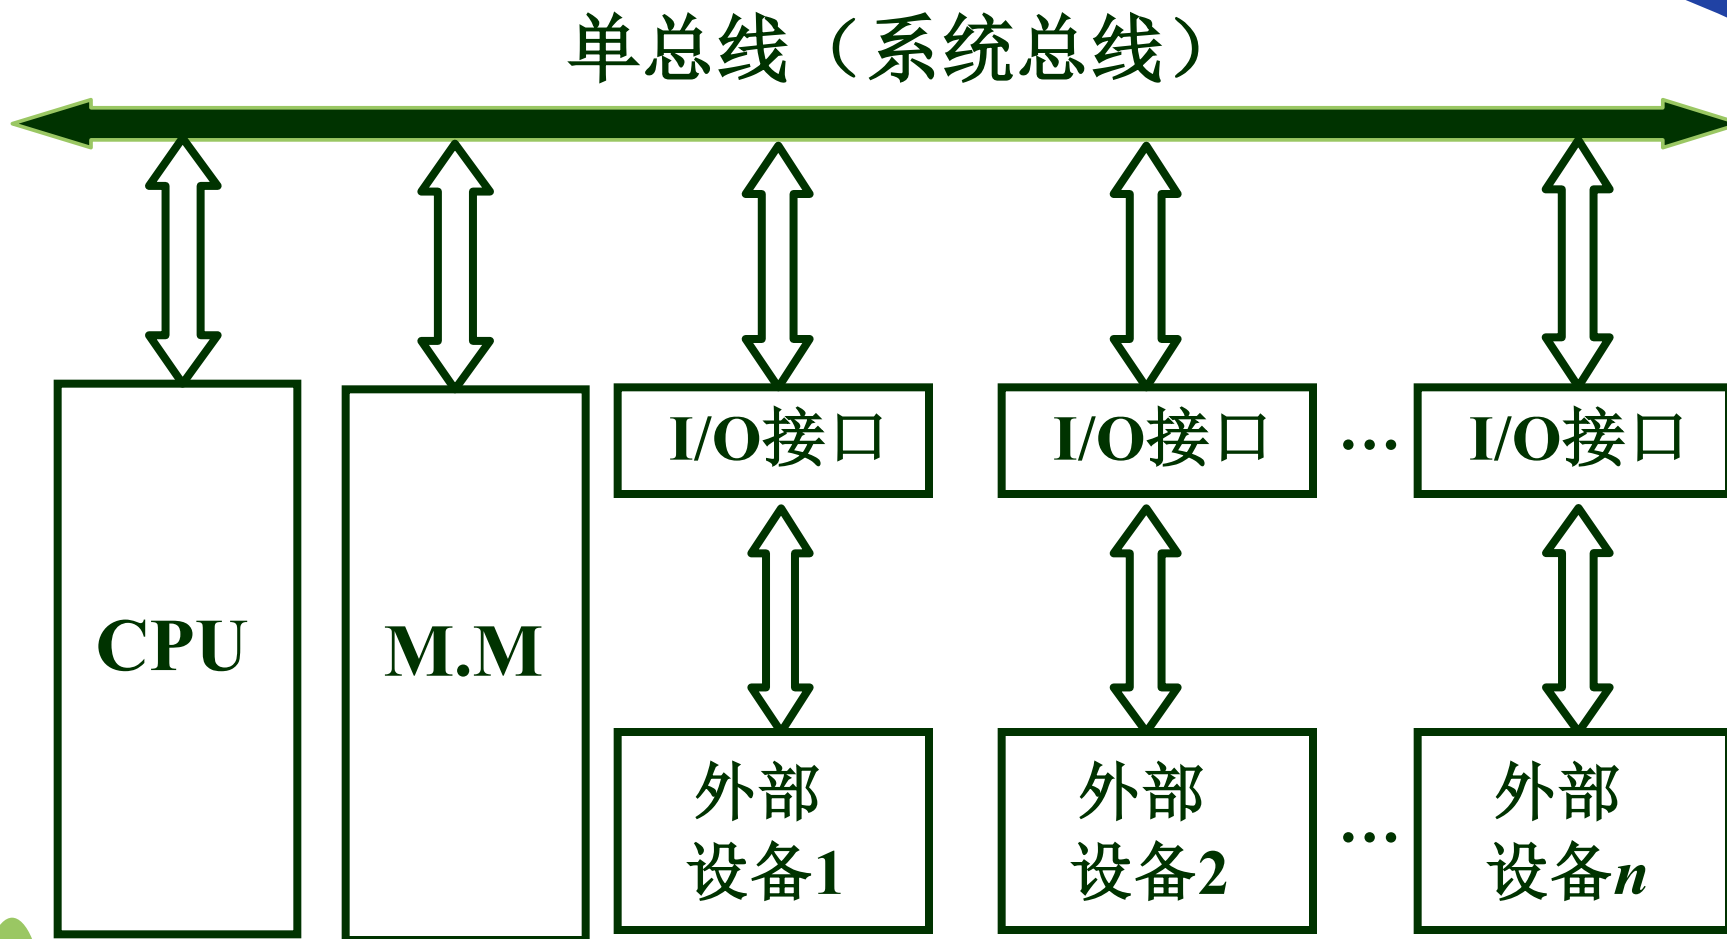 单总线（系统总线）
I/O接口
I/O接口
…
I/O接口
CPU
M.M
外部
设备1
外部
设备2
…
外部
设备n